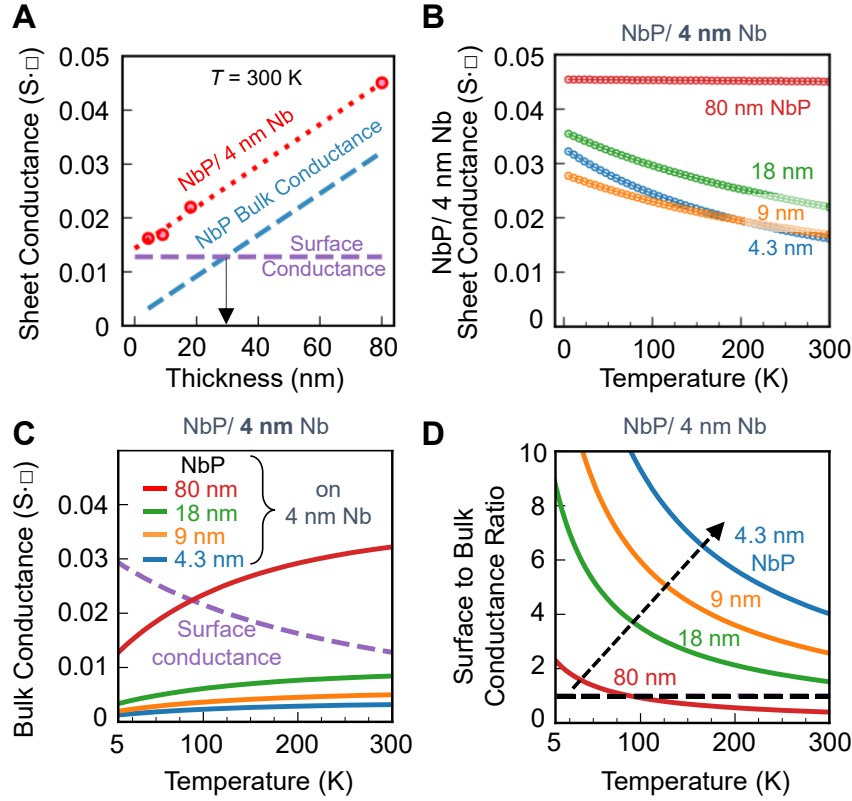 A
Sheet Conductance (S·□)
0.05
0.04
0.03
0.02
0.01
0
T = 300 K
NbP/ 4 nm Nb
NbP Bulk Conductance
Surface
Conductance
0
20
40
60
80
Thickness (nm)
B
NbP/ 4 nm Nb
NbP/ 4 nm Nb
Sheet Conductance (S·□)
0.05
0.04
0.03
0.02
0.01
0
80 nm NbP
18 nm
9 nm
4.3 nm
0
100
200
300
Temperature (K)
C
NbP/ 4 nm Nb
Bulk Conductance (S·□)
0.04
0.03
0.02
0.01
0
NbP
80 nm
18 nm
9 nm
4.3 nm
on
4 nm Nb
Surface
conductance
5
100
200
300
Temperature (K)
D
NbP/ 4 nm Nb
Surface to Bulk
Conductance Ratio
10
8
6
4
2
0
4.3 nm
NbP
9 nm
18 nm
80 nm
5
100
200
300
Temperature (K)